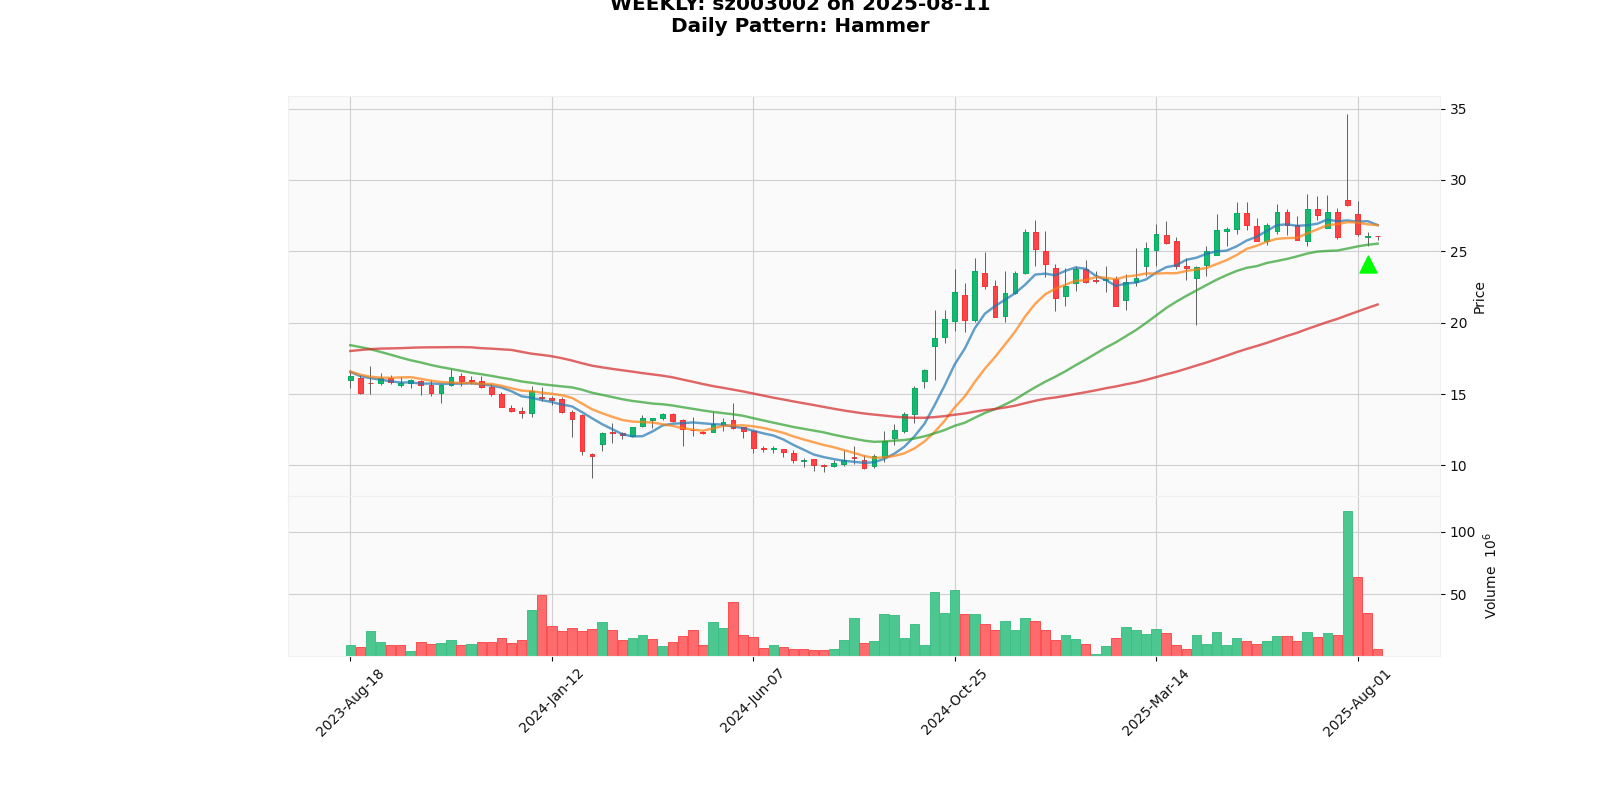 WEEKLY: sz003002 on 2025-08-11
Daily Pattern: Hammer
35
30
25
20
15
10
Price
100
50
Volume 10^6
2023-Aug-18
2024-Jan-12
2024-Jun-07
2024-Oct-25
2025-Mar-14
2025-Aug-01